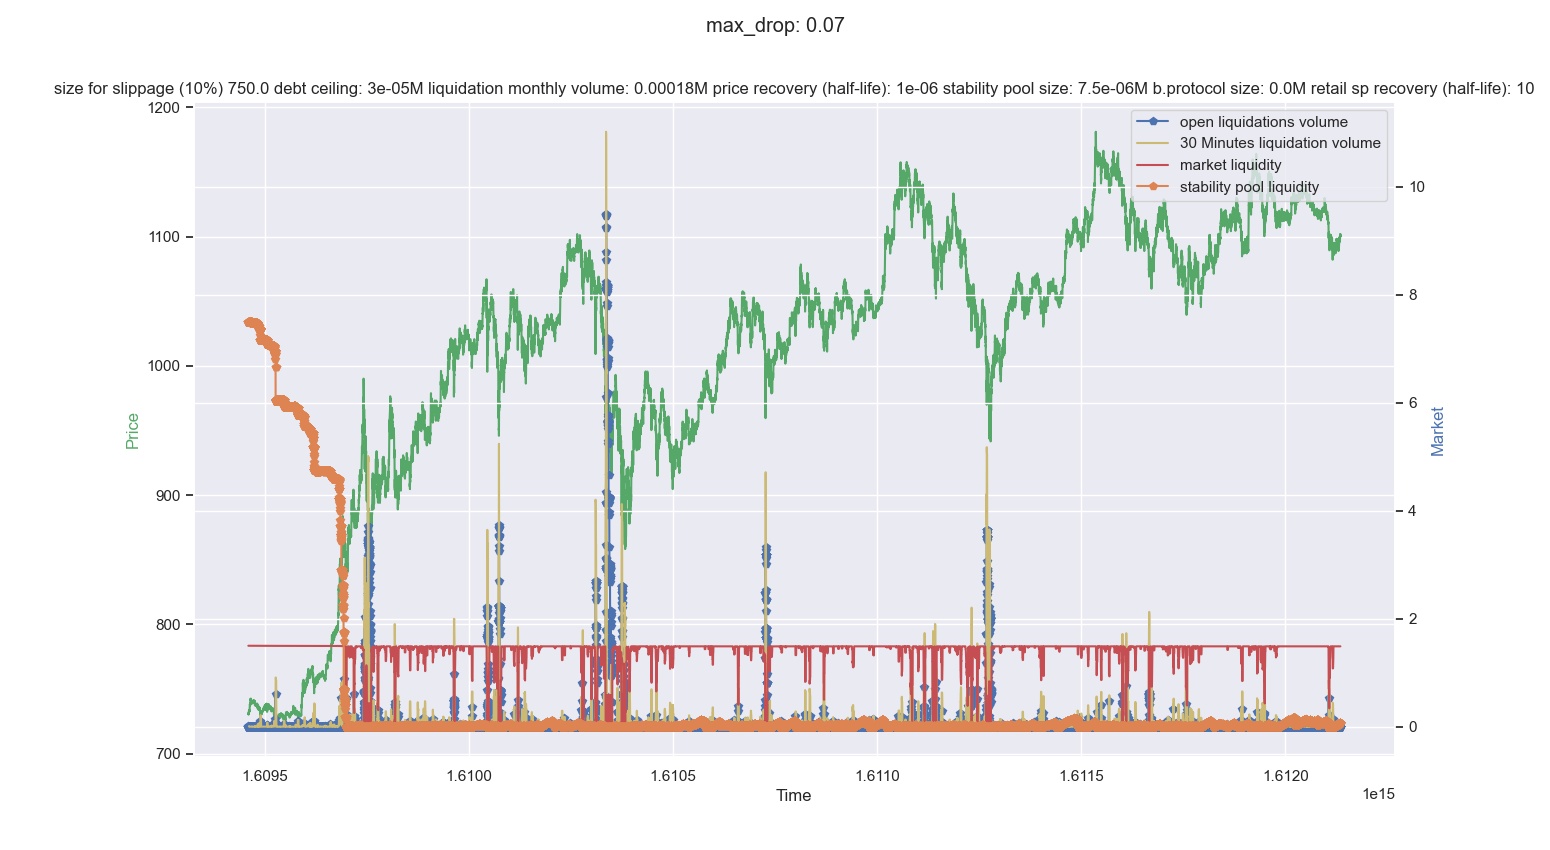 max_drop: 0.07
size for slippage (10%) 750.0 debt ceiling: 3e-05M liquidation monthly volume: 0.00018M price recovery (half-life): 1e-06 stability pool size: 7.5e-06M b.protocol size: 0.0M retail sp recovery (half-life): 10
open liquidations volume
30 Minutes liquidation volume
market liquidity
stability pool liquidity
1200
1100
1000
900
800
700
Price
10
8
6
4
2
0
Market
1.6095 1.6100 1.6105 1.6110 1.6115 1.6120
1e15
Time